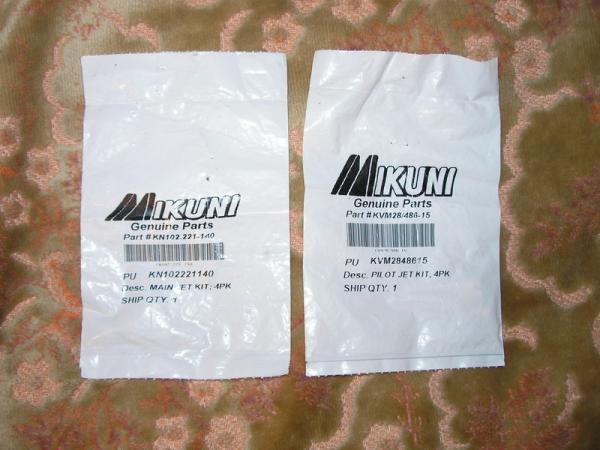 MIKUNI
Genuine Parts
Part # KN102.221-140
PU KN102221140
Desc. MAIN JET KIT, 4PK
SHIP QTY. 1
MIKUNI
Genuine Parts
Part # KVM28/486-15
PU KVM2848615
Desc. PILOT JET KIT, 4PK
SHIP QTY. 1